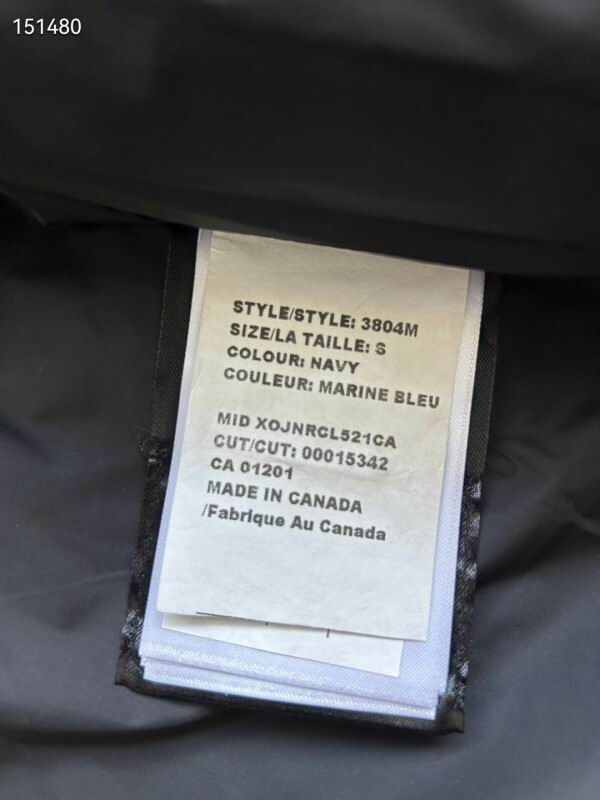 151480
STYLE/STYLE: 3804M
SIZE/LA TAILLE: S
COLOUR: NAVY
COULEUR: MARINE BLEU
MID XOJNRCL521CA
CUT/CUT: 00015342
CA 01201
MADE IN CANADA
/Fabrique Au Canada